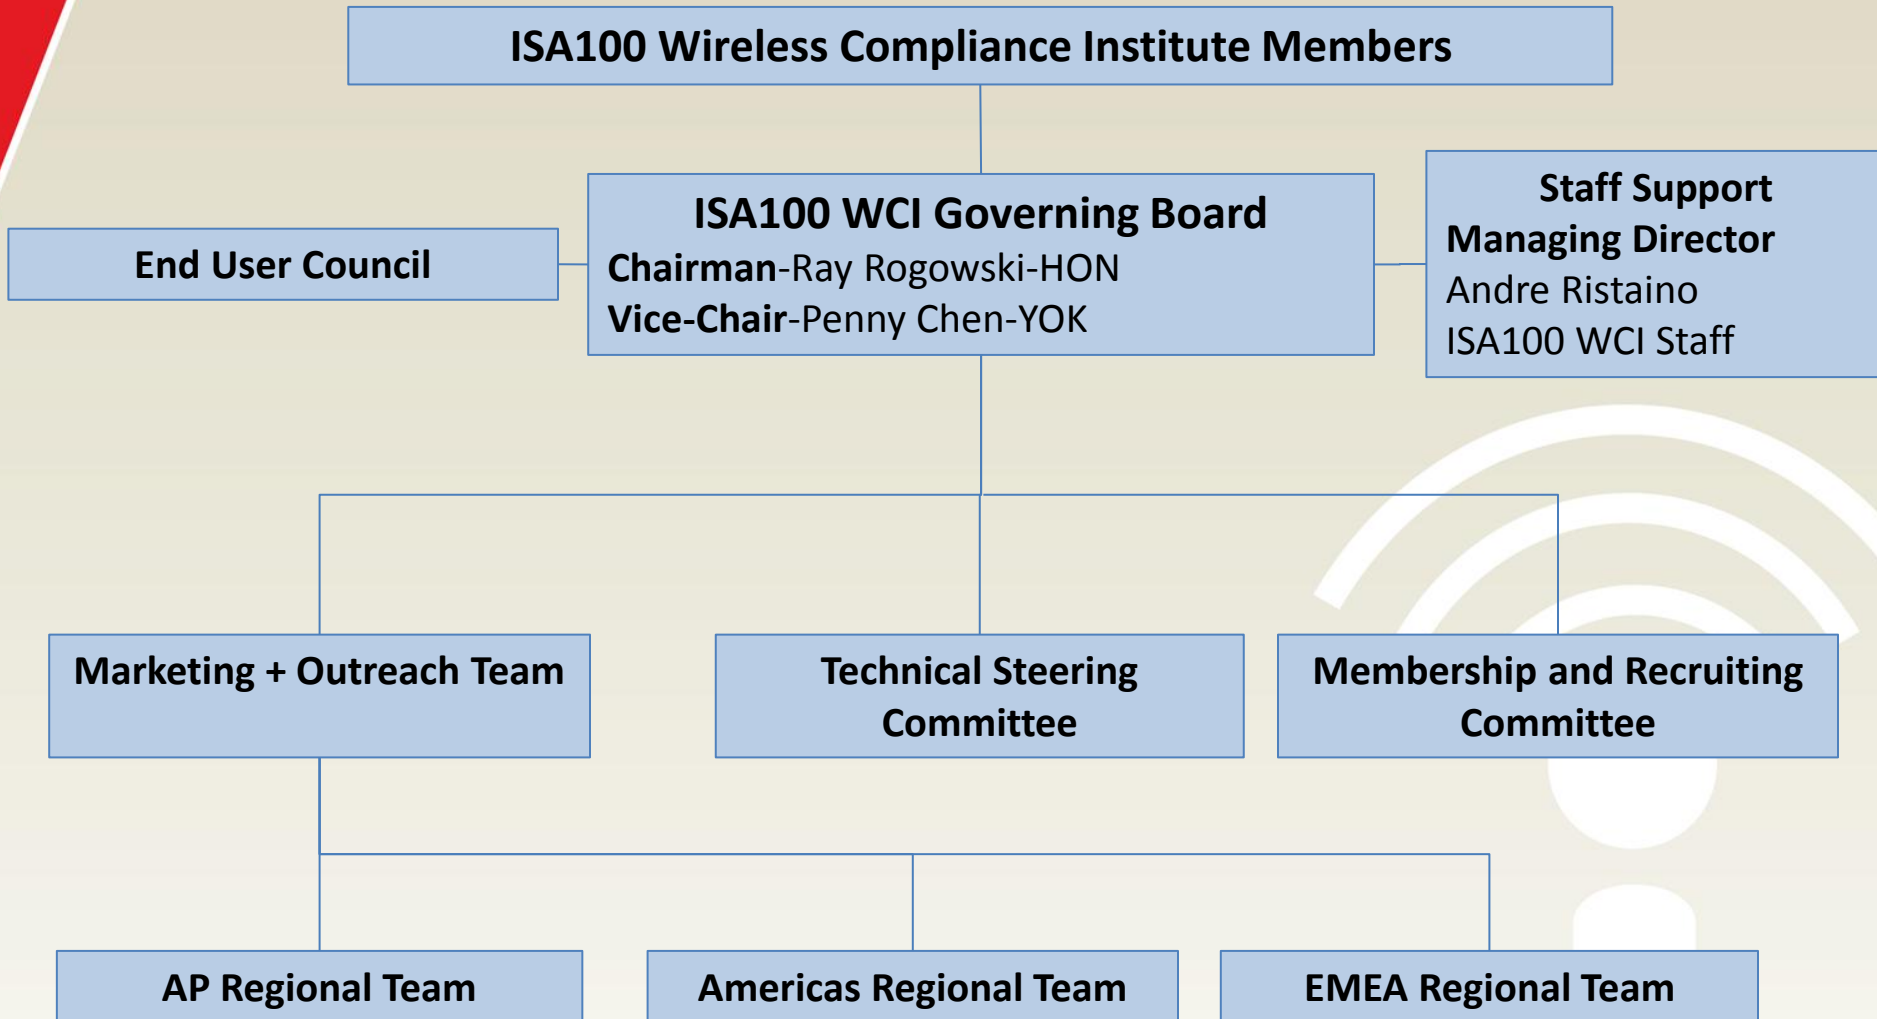 ISA100 Wireless Compliance Institute Members
End User Council
ISA100 WCI Governing Board
Chairman-Ray Rogowski-HON
Vice-Chair-Penny Chen-YOK
Staff Support
Managing Director
Andre Ristaino
ISA100 WCI Staff
Marketing + Outreach Team
Technical Steering
Committee
Membership and Recruiting
Committee
AP Regional Team
Americas Regional Team
EMEA Regional Team